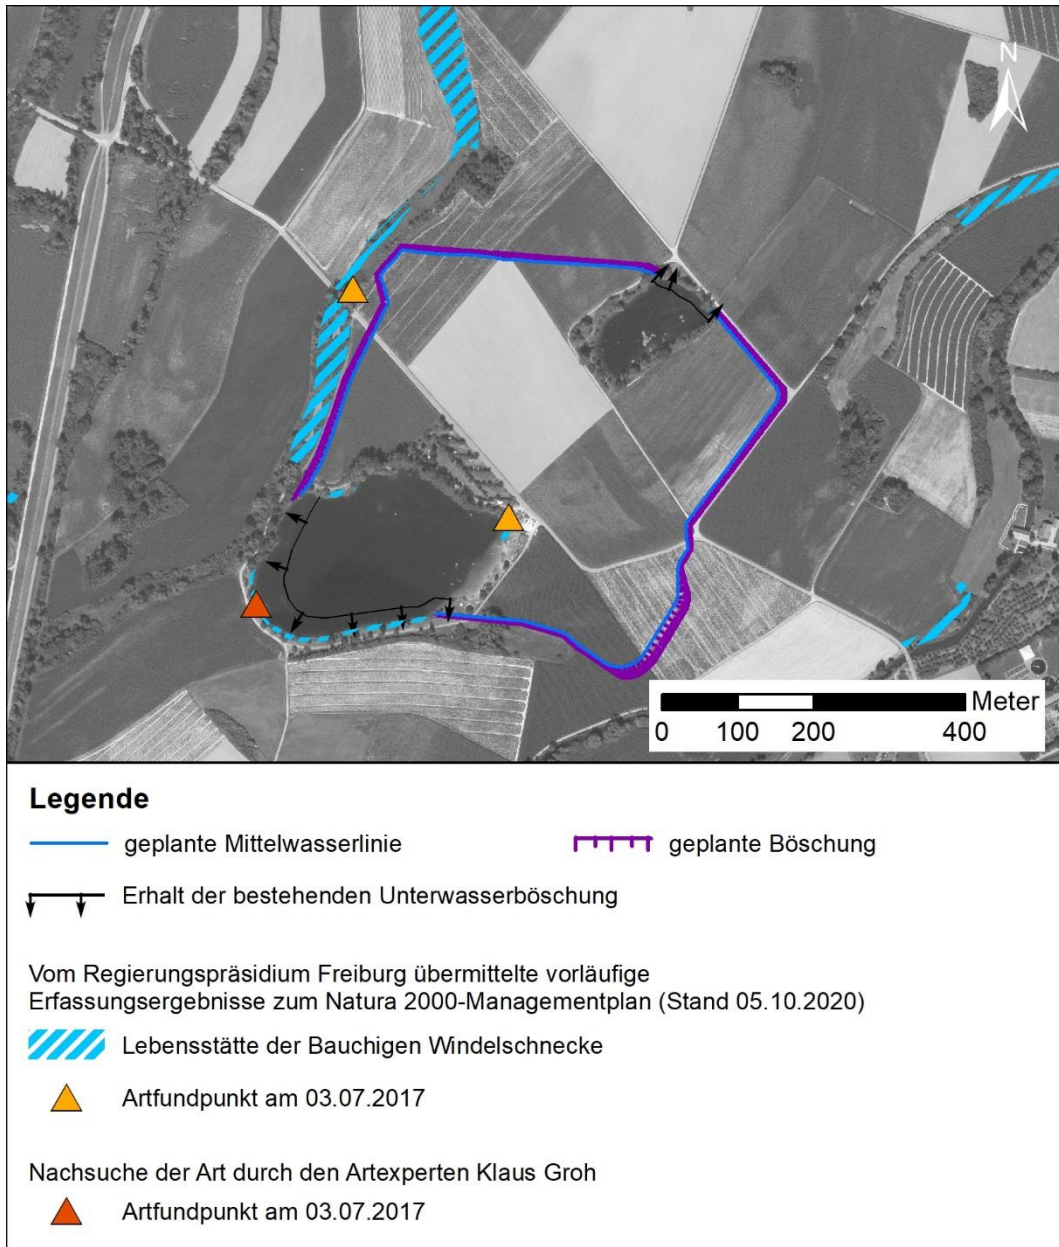 N
Meter
0 100 200 400
Legende
geplante Mittelwasserlinie geplante Böschung
Erhalt der bestehenden Unterwasserböschung
Vom Regierungspräsidium Freiburg übermittelte vorläufige
Erfassungsergebnisse zum Natura 2000-Managementplan (Stand 05.10.2020)
Lebensstätte der Bauchigen Windelschnecke
Artfundpunkt am 03.07.2017
Nachsuche der Art durch den Artexperten Klaus Groh
Artfundpunkt am 03.07.2017